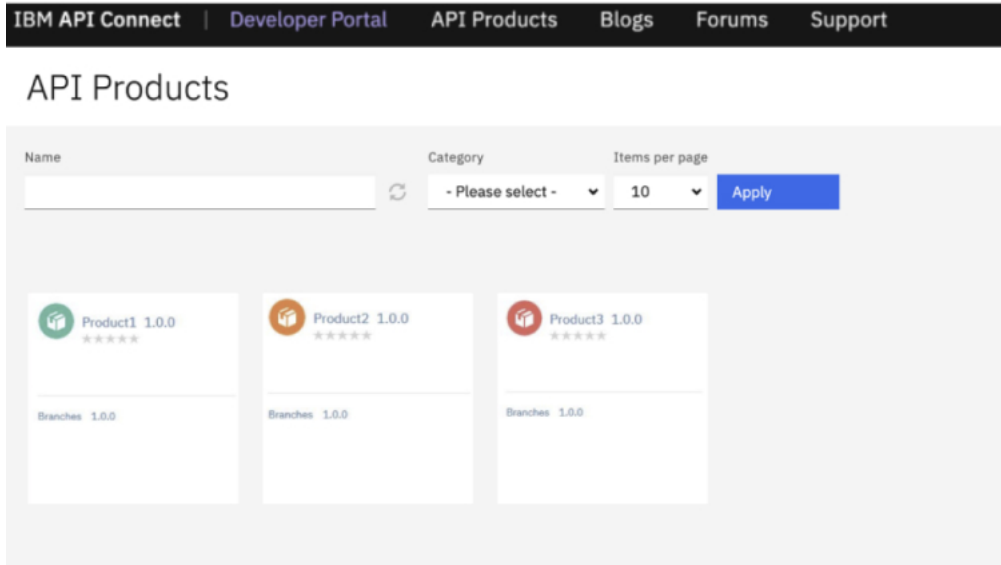 IBM API Connect | Developer Portal API Products Blogs Forums Support
API Products
Name Category Items per page
- Please select - 10 Apply
Product1 1.0.0 Product2 1.0.0 Product3 1.0.0
Branches 1.0.0 Branches 1.0.0 Branches 1.0.0